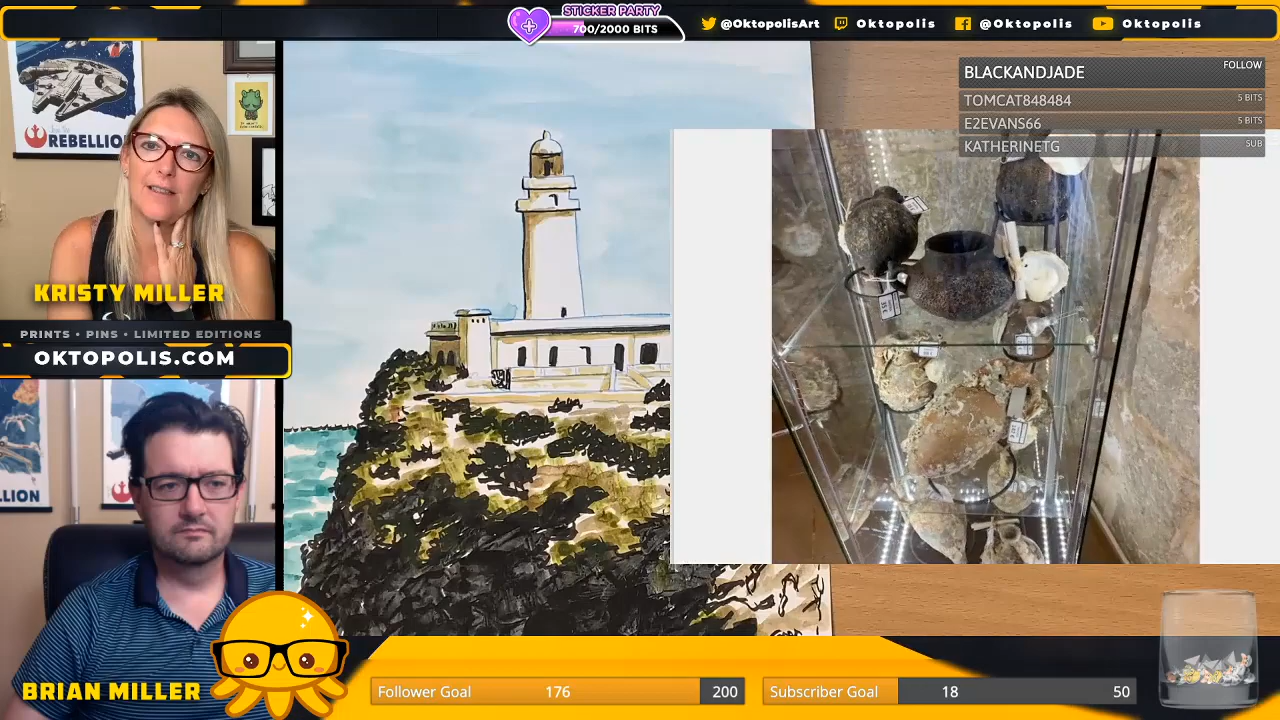 STICKER PARTY
700/2000 BITS
@OktopolisArt
Oktopolis
@Oktopolis
Oktopolis
BLACKANDJADE FOLLOW
TOMCAT848484 5 BITS
E2EVANS66 5 BITS
KATHERINETG SUB
REBELLION
KRISTY MILLER
PRINTS • PINS • LIMITED EDITIONS
OKTOPOLIS.COM
LLION
BRIAN MILLER
Follower Goal 176 200
Subscriber Goal 18 50